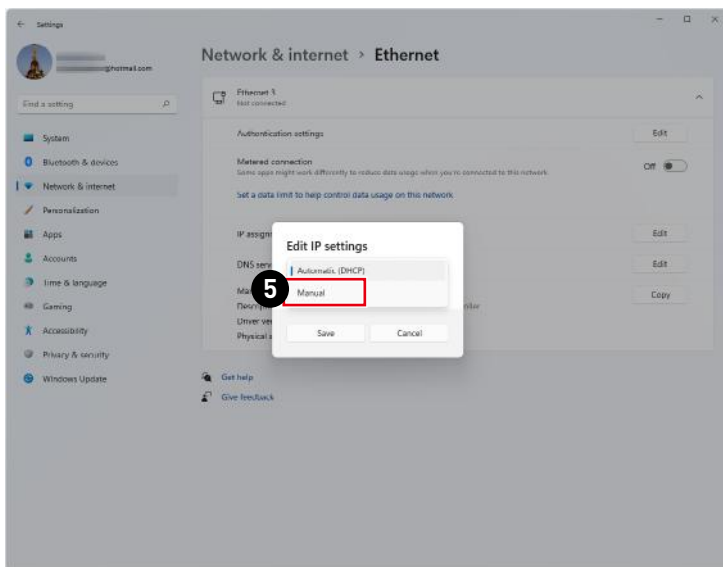 Settings
Network & internet > Ethernet
@hotmail.com
Find a setting
System
Bluetooth & devices
Network & internet
Personalization
Apps
Accounts
Time & language
Gaming
Accessibility
Privacy & security
Windows Update
Ethernet 3
Not connected
Authentication settings
Edit
Metered connection
Some apps might work differently to reduce data usage when you're connected to this network
Off
Set a data limit to help control data usage on this network
IP assign
Edit
DNS serv
Edit
Copy
Driver ve
Physical
Edit IP settings
Automatic (DHCP)
5
Manual
Save
Cancel
Get help
Give feedback